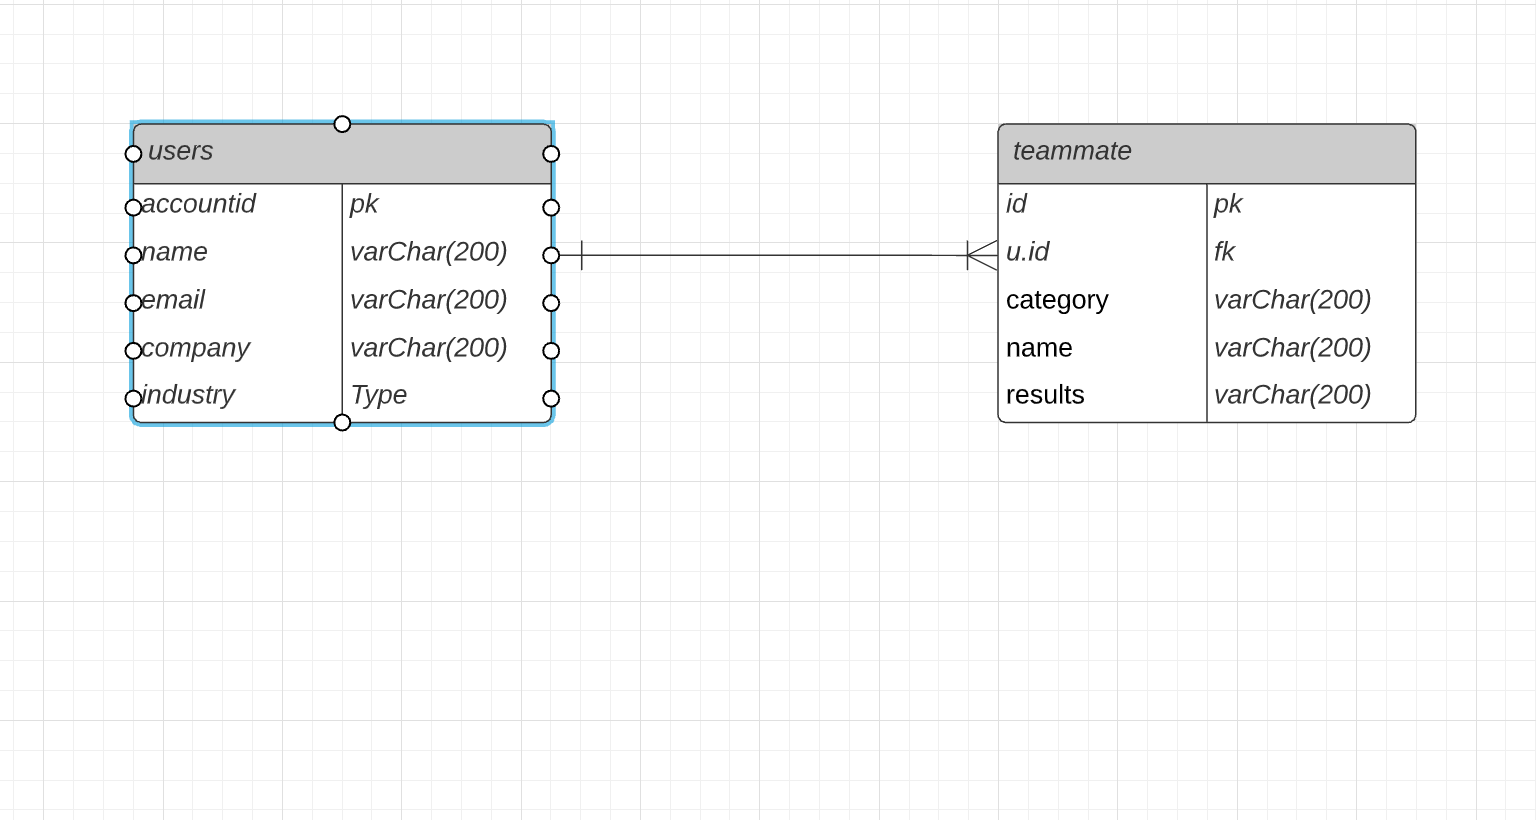 users
accountid pk
name varChar(200)
email varChar(200)
company varChar(200)
industry Type
teammate
id pk
u.id fk
category varChar(200)
name varChar(200)
results varChar(200)